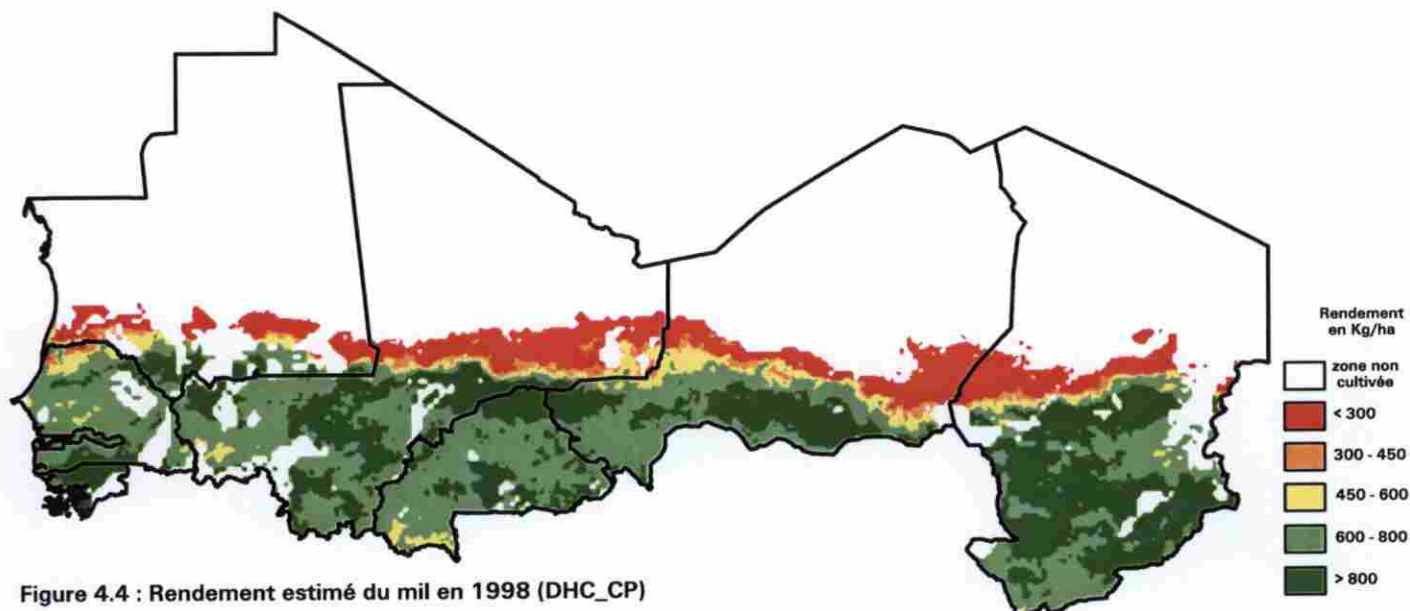 Rendement
en Kg/ha
zone non
cultivée
< 300
300 - 450
450 - 600
600 - 800
> 800
Figure 4.4 : Rendement estimé du mil en 1998 (DHC_CP)